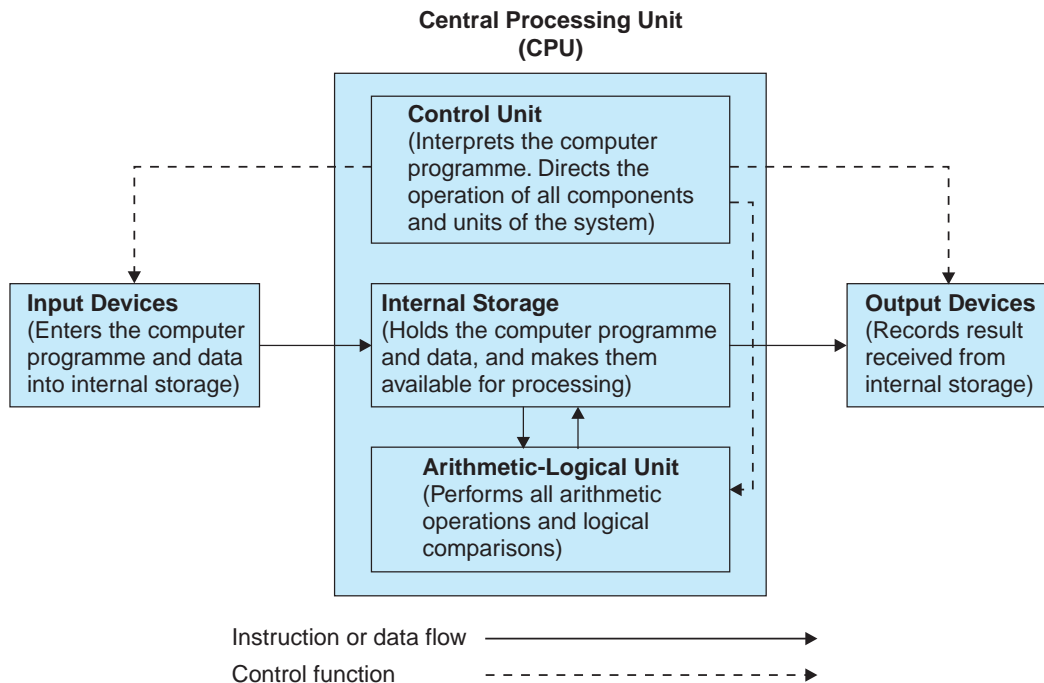 Central Processing Unit
(CPU)
Control Unit
(Interprets the computer
programme. Directs the
operation of all components
and units of the system)
Input Devices
(Enters the computer
programme and data
into internal storage)
Internal Storage
(Holds the computer programme
and data, and makes them
available for processing)
Output Devices
(Records result
received from
internal storage)
Arithmetic-Logical Unit
(Performs all arithmetic
operations and logical
comparisons)
Instruction or data flow
Control function